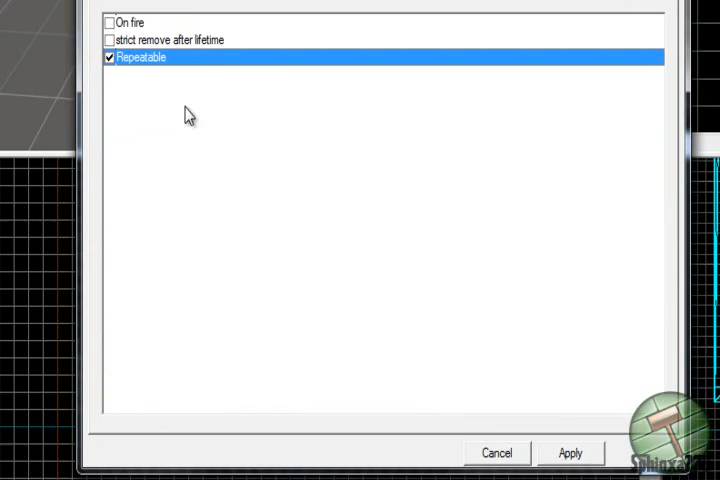 On fire
strict remove after lifetime
Repeatable
Cancel
Apply